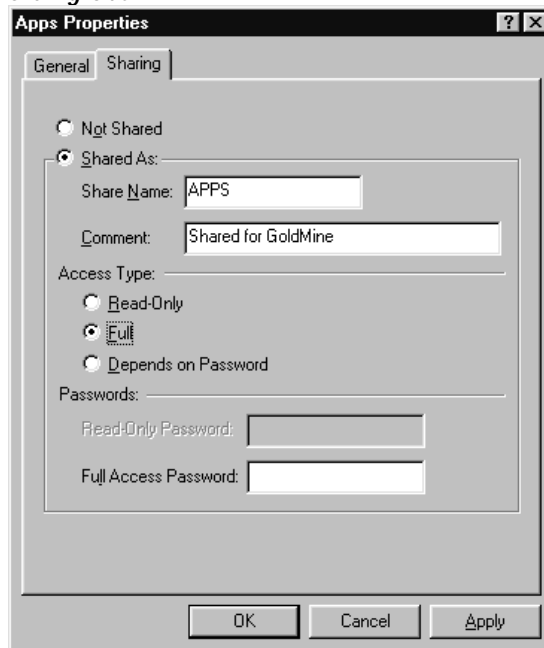 Apps Properties
General Sharing
Not Shared
Shared As:
Share Name: APPS
Comment: Shared for GoldMine
Access Type:
Read-Only
Full
Depends on Password
Passwords:
Read-Only Password:
Full Access Password:
OK Cancel Apply